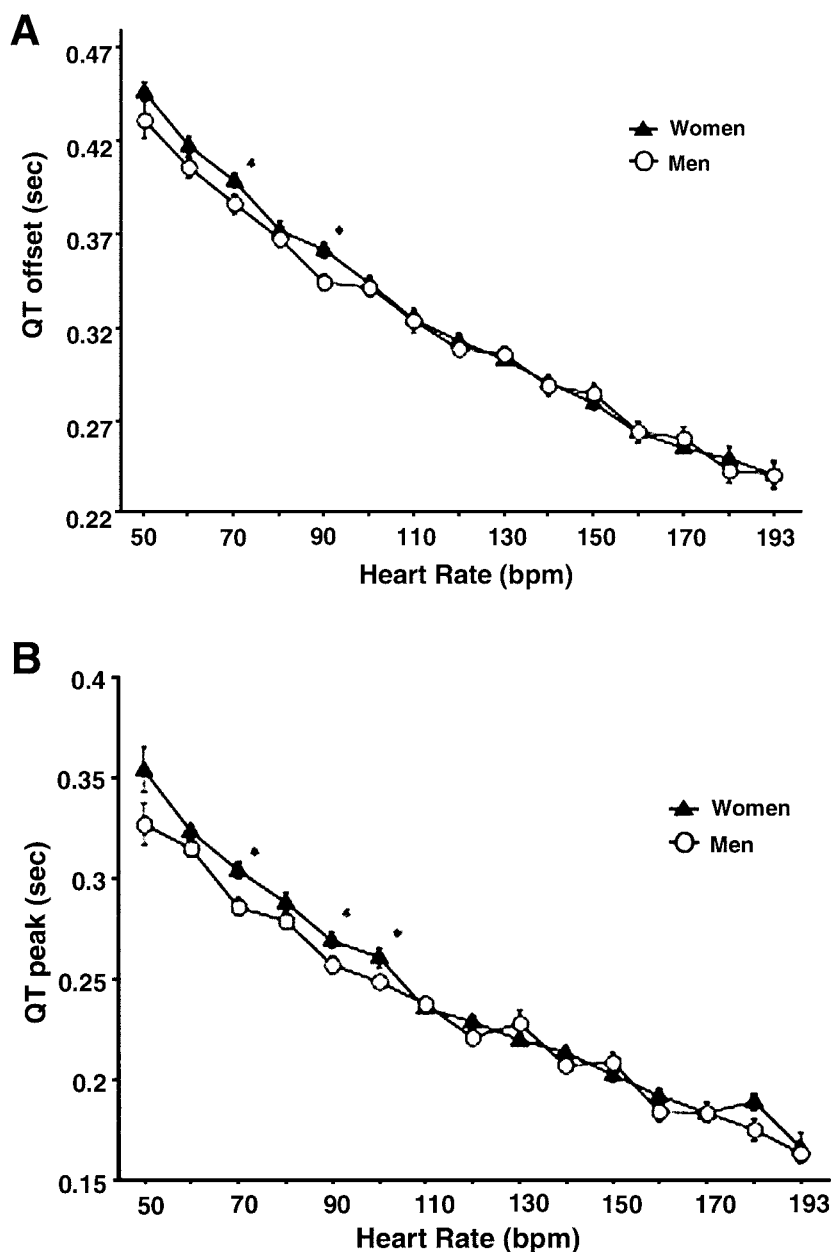 A
0.47
0.42
0.37
0.32
0.27
0.22
QT offset (sec)
Women
Men
50 70 90 110 130 150 170 193
Heart Rate (bpm)
B
0.4
0.35
0.3
0.25
0.2
0.15
QT peak (sec)
Women
Men
50 70 90 110 130 150 170 193
Heart Rate (bpm)